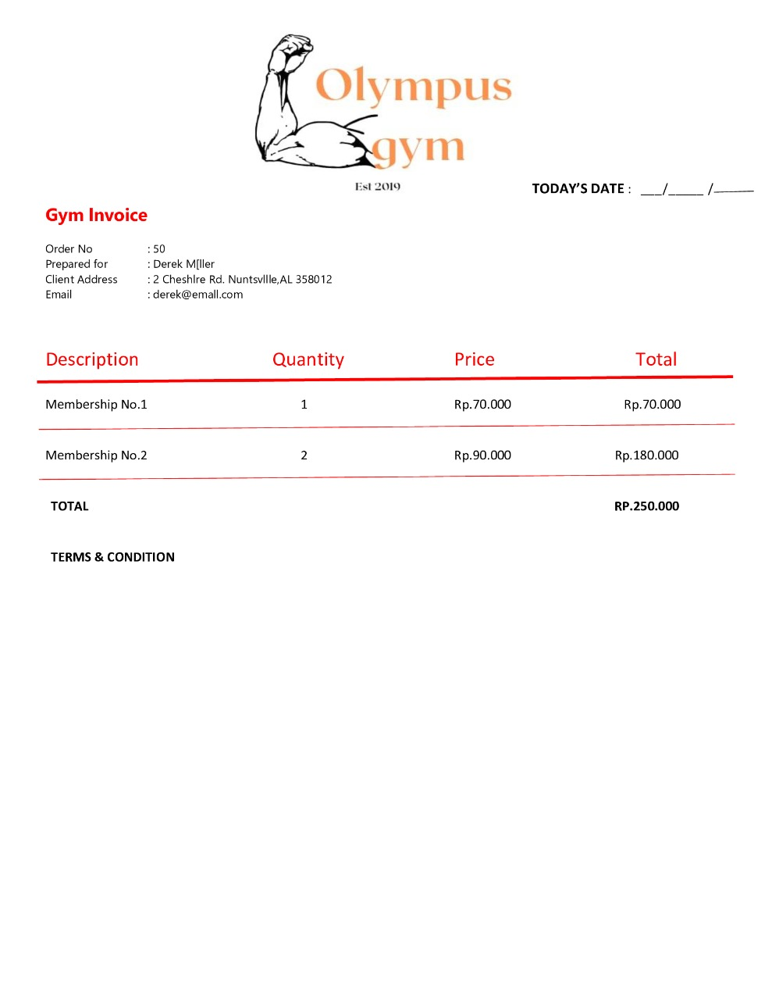 Olympus
gym
Est 2019
TODAY'S DATE : ___/_____ /______
Gym Invoice
Order No : 50
Prepared for : Derek M[ller
Client Address : 2 Cheshlre Rd. Nuntsvllle,AL 358012
Email : derek@emall.com
Description Quantity Price Total
Membership No.1 1 Rp.70.000 Rp.70.000
Membership No.2 2 Rp.90.000 Rp.180.000
TOTAL RP.250.000
TERMS & CONDITION